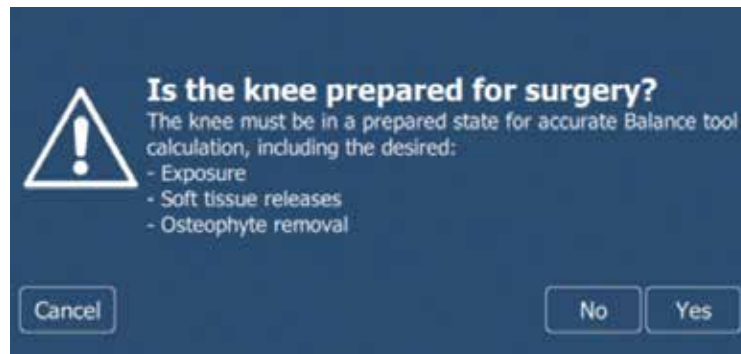 Is the knee prepared for surgery?
The knee must be in a prepared state for accurate Balance tool
calculation, including the desired:
- Exposure
- Soft tissue releases
- Osteophyte removal
Cancel
No
Yes